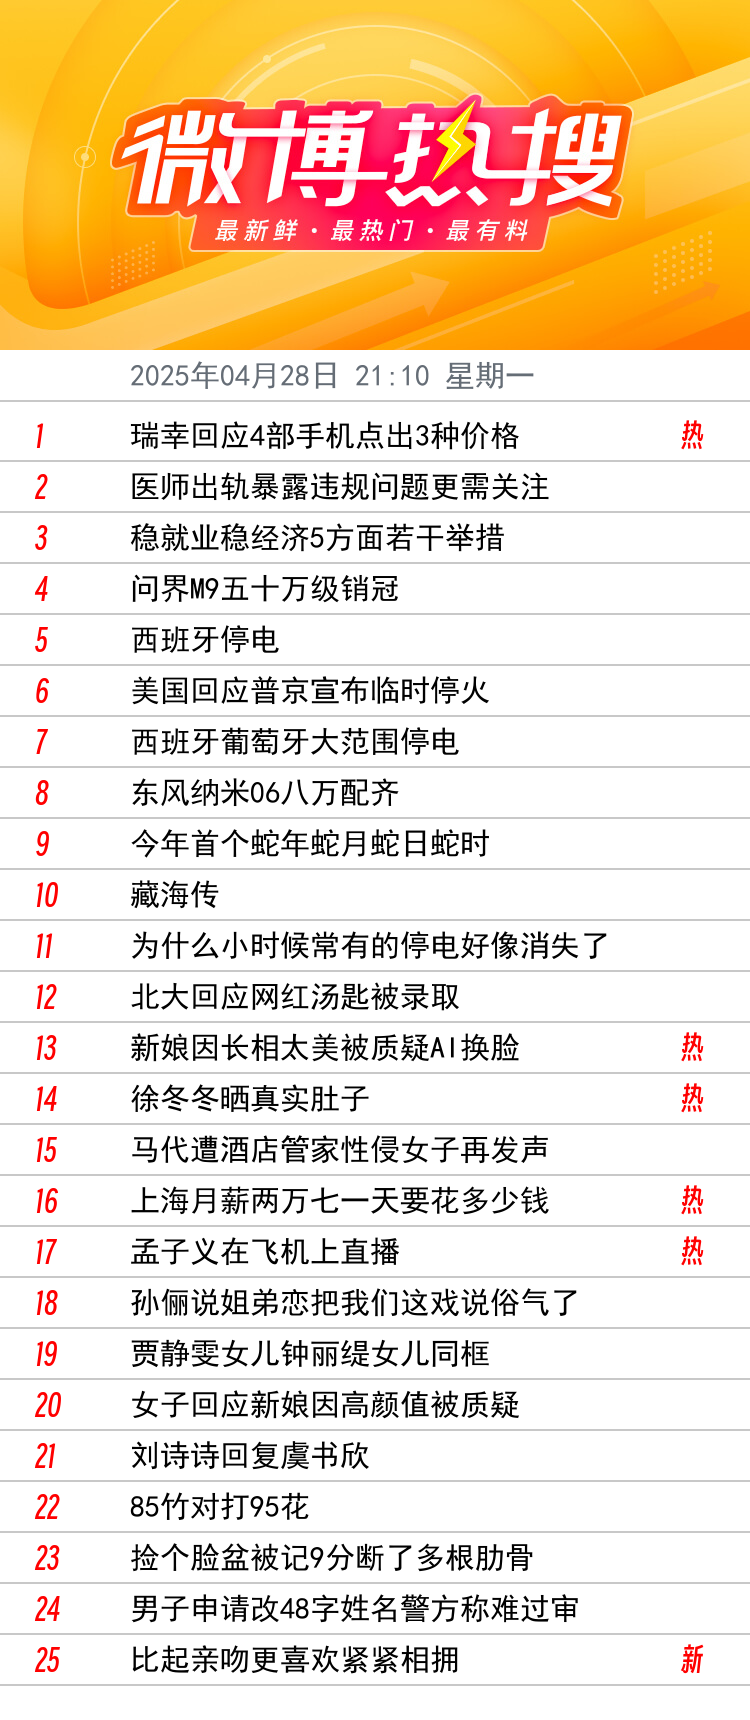 微博热搜
最新鲜·最热门·最有料
2025年04月28日 21:10 星期一
1 瑞幸回应4部手机点出3种价格 热
2 医师出轨暴露违规问题更需关注
3 稳就业稳经济5方面若干举措
4 问界M9五十万级销冠
5 西班牙停电
6 美国回应普京宣布临时停火
7 西班牙葡萄牙大范围停电
8 东风纳米06八万配齐
9 今年首个蛇年蛇月蛇日蛇时
10 藏海传
11 为什么小时候常有的停电好像消失了
12 北大回应网红汤匙被录取
13 新娘因长相太美被质疑AI换脸 热
14 徐冬冬晒真实肚子 热
15 马代遭酒店管家性侵女子再发声
16 上海月薪两万七一天要花多少钱 热
17 孟子义在飞机上直播 热
18 孙俪说姐弟恋把我们这戏说俗气了
19 贾静雯女儿钟丽缇女儿同框
20 女子回应新娘因高颜值被质疑
21 刘诗诗回复虞书欣
22 85竹对打95花
23 捡个脸盆被记9分断了多根肋骨
24 男子申请改48字姓名警方称难过审
25 比起亲吻更喜欢紧紧相拥 新